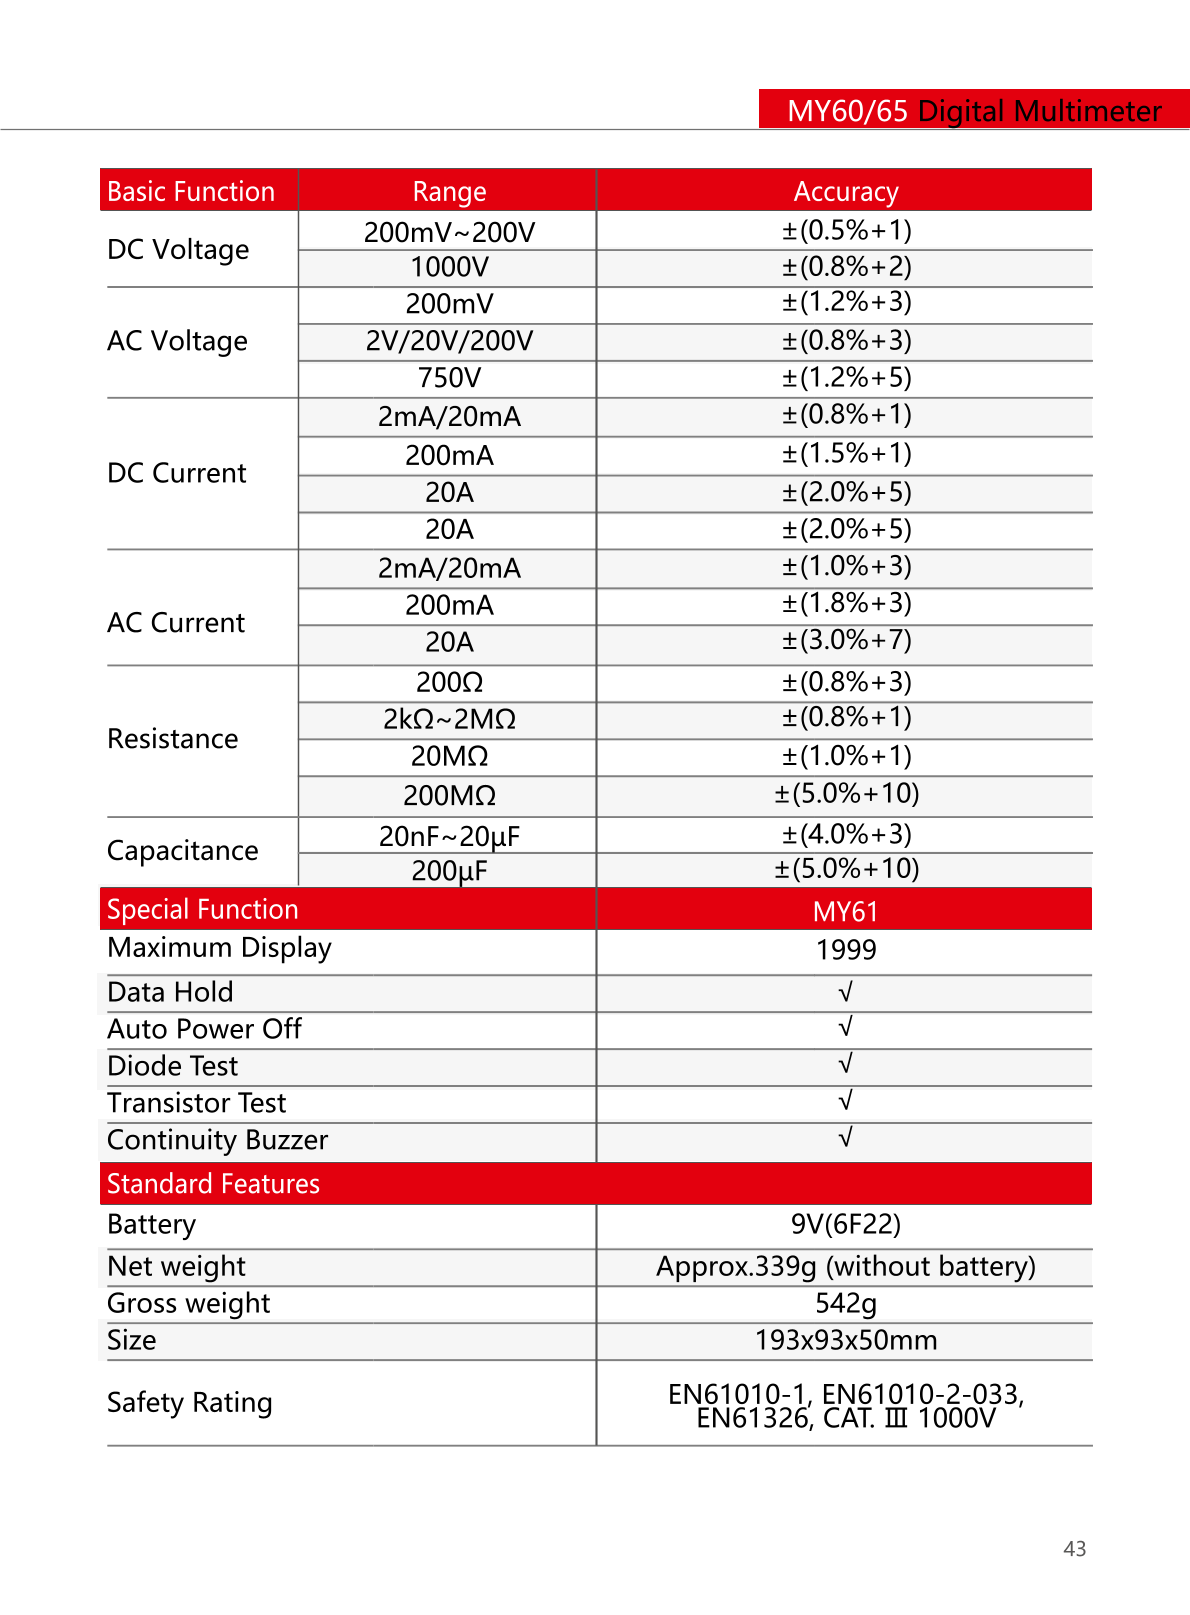 MY60/65 Digital Multimeter
Basic Function Range Accuracy
DC Voltage
200mV~200V ±(0.5%+1)
1000V ±(0.8%+2)
AC Voltage
200mV ±(1.2%+3)
2V/20V/200V ±(0.8%+3)
750V ±(1.2%+5)
DC Current
2mA/20mA ±(0.8%+1)
200mA ±(1.5%+1)
20A ±(2.0%+5)
20A ±(2.0%+5)
AC Current
2mA/20mA ±(1.0%+3)
200mA ±(1.8%+3)
20A ±(3.0%+7)
Resistance
200Ω ±(0.8%+3)
2kΩ~2MΩ ±(0.8%+1)
20MΩ ±(1.0%+1)
200MΩ ±(5.0%+10)
Capacitance
20nF~20μF ±(4.0%+3)
200μF ±(5.0%+10)
Special Function MY61
Maximum Display 1999
Data Hold √
Auto Power Off √
Diode Test √
Transistor Test √
Continuity Buzzer √
Standard Features
Battery 9V(6F22)
Net weight Approx.339g (without battery)
Gross weight 542g
Size 193x93x50mm
Safety Rating
EN61010-1, EN61010-2-033,
EN61326, CAT. Ⅲ 1000V
43